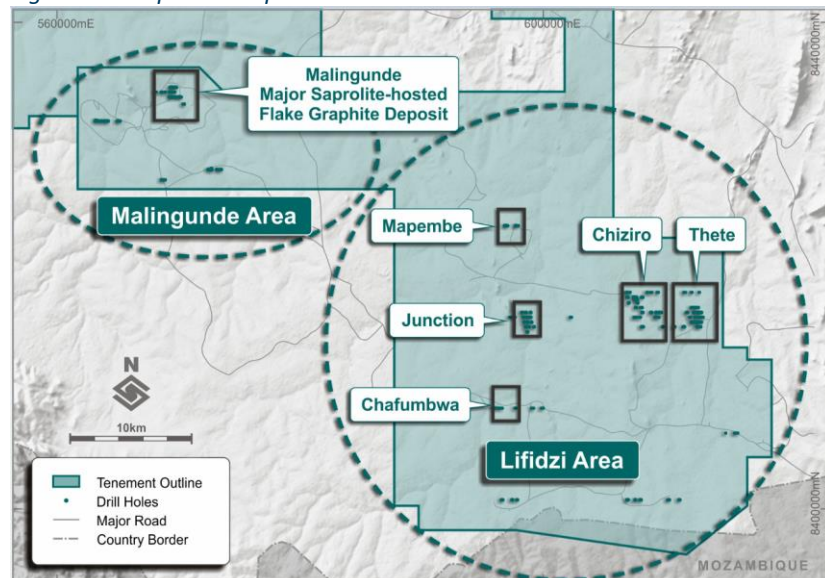 560000mE
600000mE
8440000mN
Malingunde
Major Saprolite-hosted
Flake Graphite Deposit
Malingunde Area
Mapembe
Chiziro
Thete
Junction
Chafumbwa
N
10km
Lifidzi Area
Tenement Outline
Drill Holes
Major Road
Country Border
8400000mN
MOZAMBIQUE